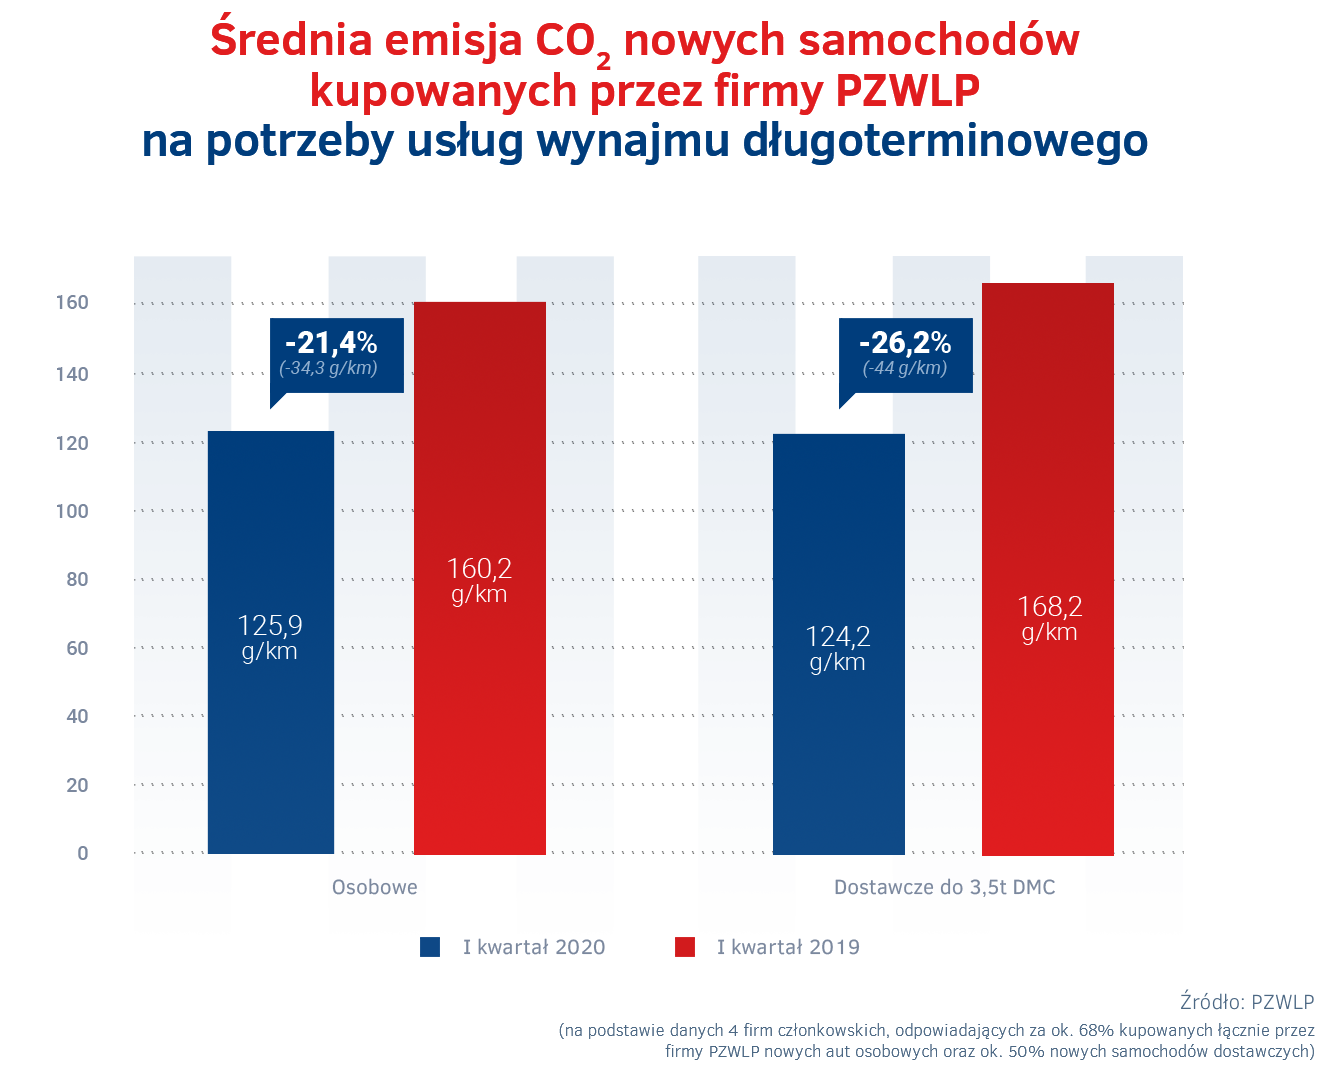 Średnia emisja CO₂ nowych samochodów
kupowanych przez firmy PZWLP
na potrzeby usług wynajmu długoterminowego
160
140
120
100
80
60
40
20
0
-21,4%
(-34,3 g/km)
125,9
g/km
160,2
g/km
-26,2%
(-44 g/km)
124,2
g/km
168,2
g/km
Osobowe
Dostawcze do 3,5t DMC
I kwartał 2020
I kwartał 2019
Źródło: PZWLP
(na podstawie danych 4 firm członkowskich, odpowiadających za ok. 68% kupowanych łącznie przez
firmy PZWLP nowych aut osobowych oraz ok. 50% nowych samochodów dostawczych)